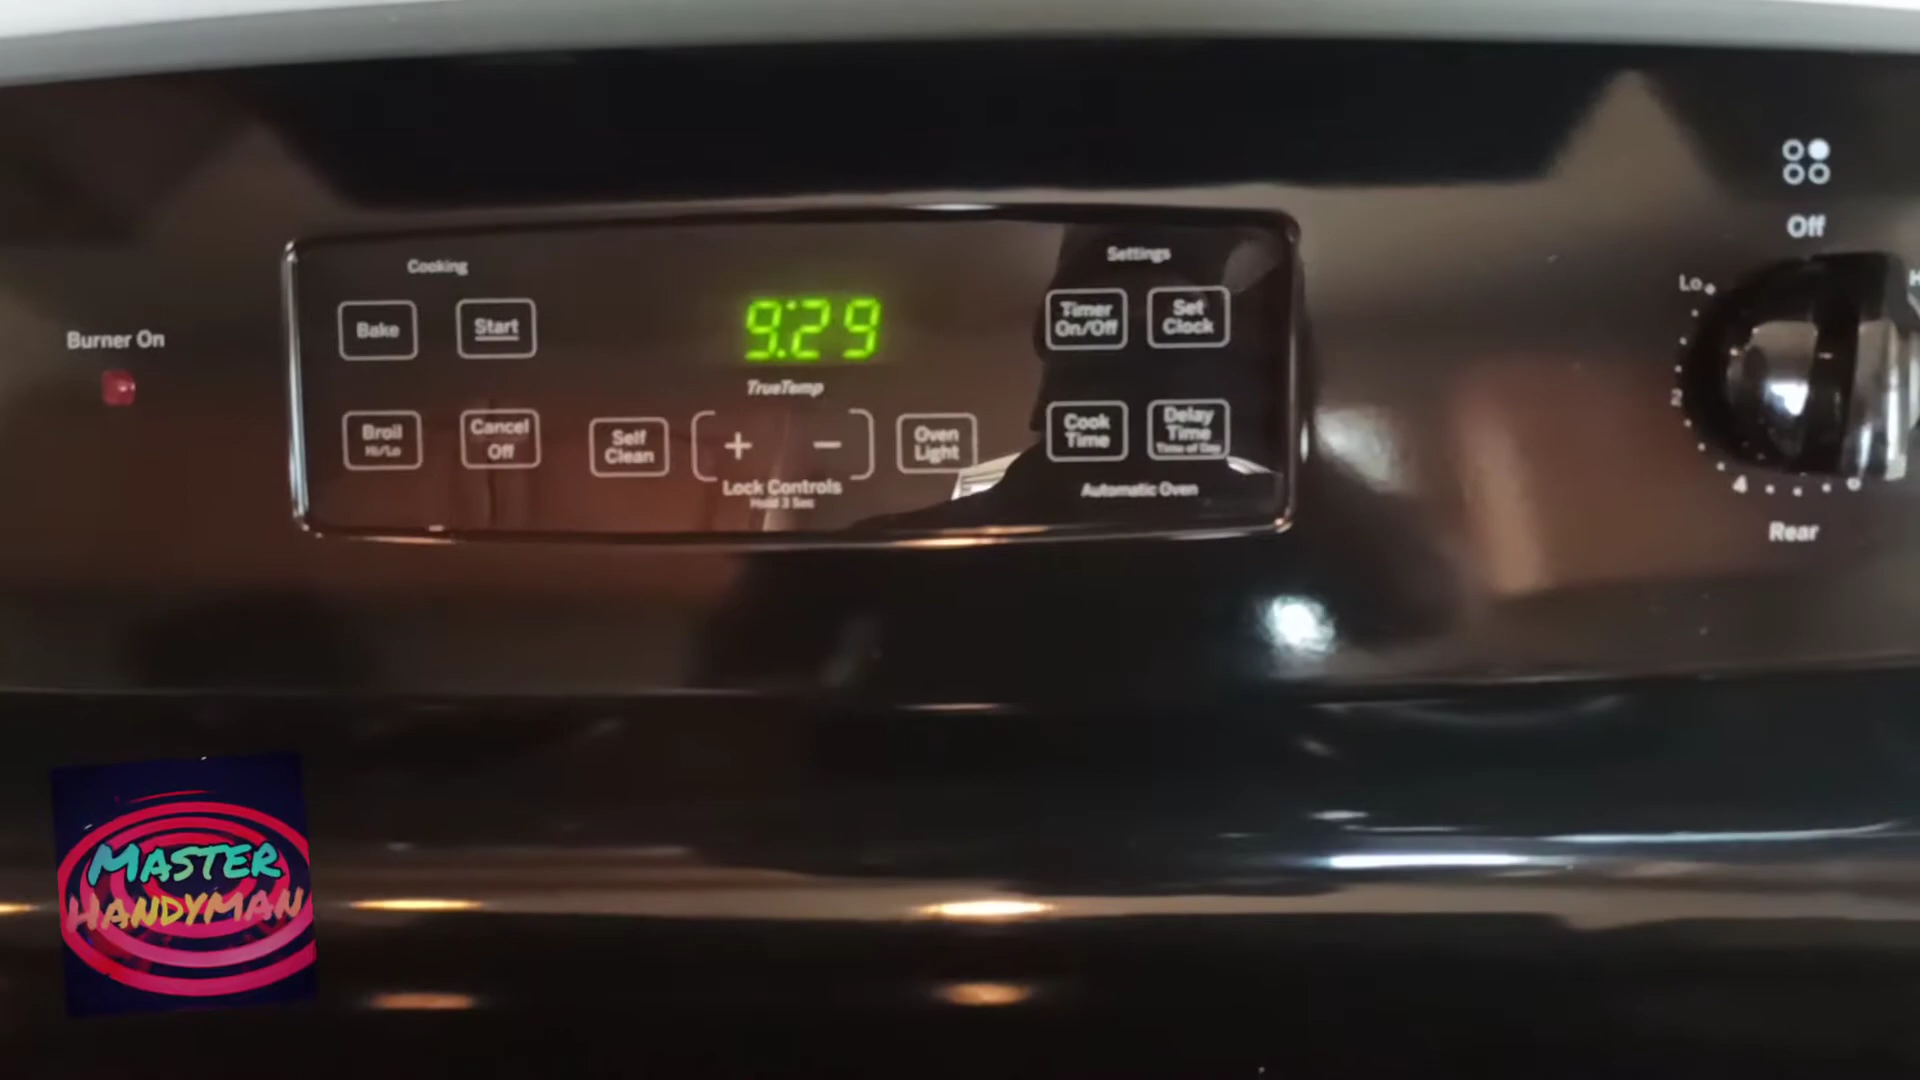 Cooking
Settings
Bake
Start
9:29
Timer
On/Off
Set
Clock
Off
Lo
Burner On
TrueTemp
2
Broil
Hi/Lo
Cancel
Off
Self
Clean
+
−
Oven
Light
Cook
Time
Delay
Time
Time of Day
Lock Controls
Hold 3 Sec
Automatic Oven
4
Rear
MASTER
HANDYMAN